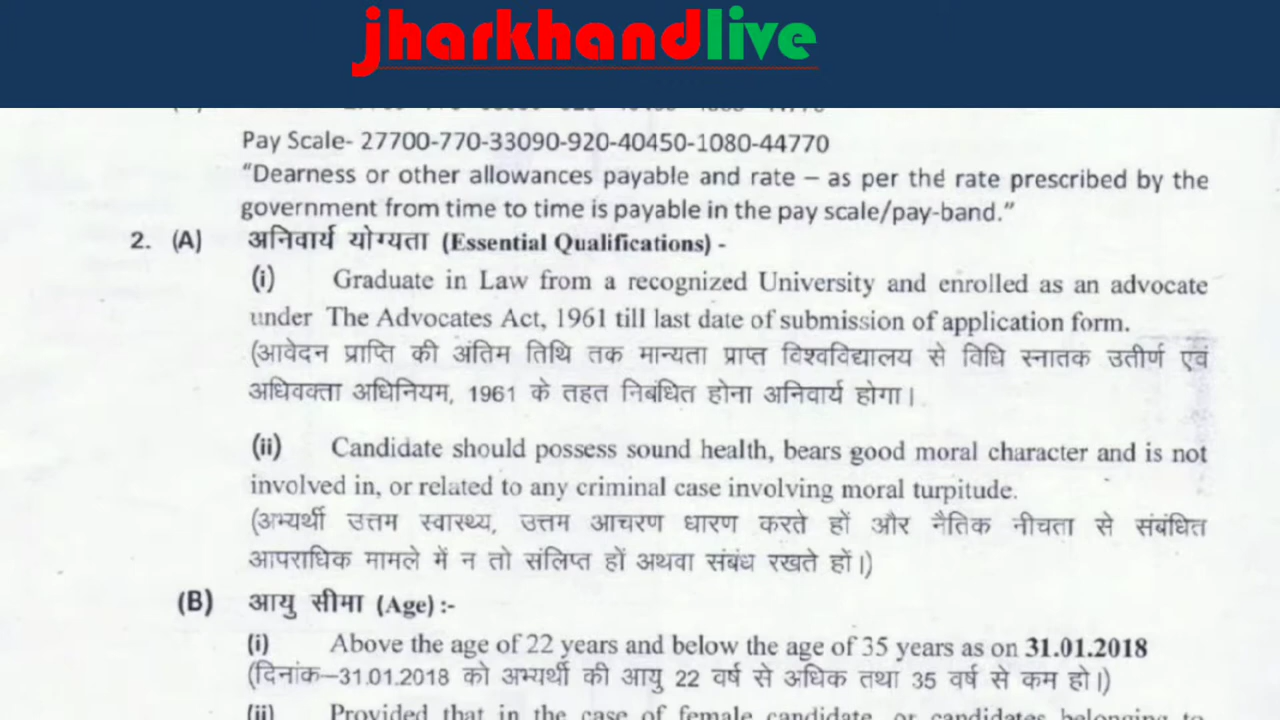 jharkhandlive
Pay Scale- 27700-770-33090-920-40450-1080-44770
“Dearness or other allowances payable and rate – as per the rate prescribed by the
government from time to time is payable in the pay scale/pay-band.”
2. (A) अनिवार्य योग्यता (Essential Qualifications) -
(i) Graduate in Law from a recognized University and enrolled as an advocate
under The Advocates Act, 1961 till last date of submission of application form.
(आवेदन प्राप्ति की अंतिम तिथि तक मान्यता प्राप्त विश्वविद्यालय से विधि स्नातक उतीर्ण एवं
अधिवक्ता अधिनियम, 1961 के तहत निबंधित होना अनिवार्य होगा।
(ii) Candidate should possess sound health, bears good moral character and is not
involved in, or related to any criminal case involving moral turpitude.
(अभ्यर्थी उत्तम स्वास्थ्य, उत्तम आचरण धारण करते हों और नैतिक नीचता से संबंधित
आपराधिक मामले में न तो संलिप्त हों अथवा संबंध रखते हों।)
(B) आयु सीमा (Age) :-
(i) Above the age of 22 years and below the age of 35 years as on 31.01.2018
(दिनांक–31.01.2018 को अभ्यर्थी की आयु 22 वर्ष से अधिक तथा 35 वर्ष से कम हो।)
(ii) Provided that in the case of female candidate, or candidates belonging to